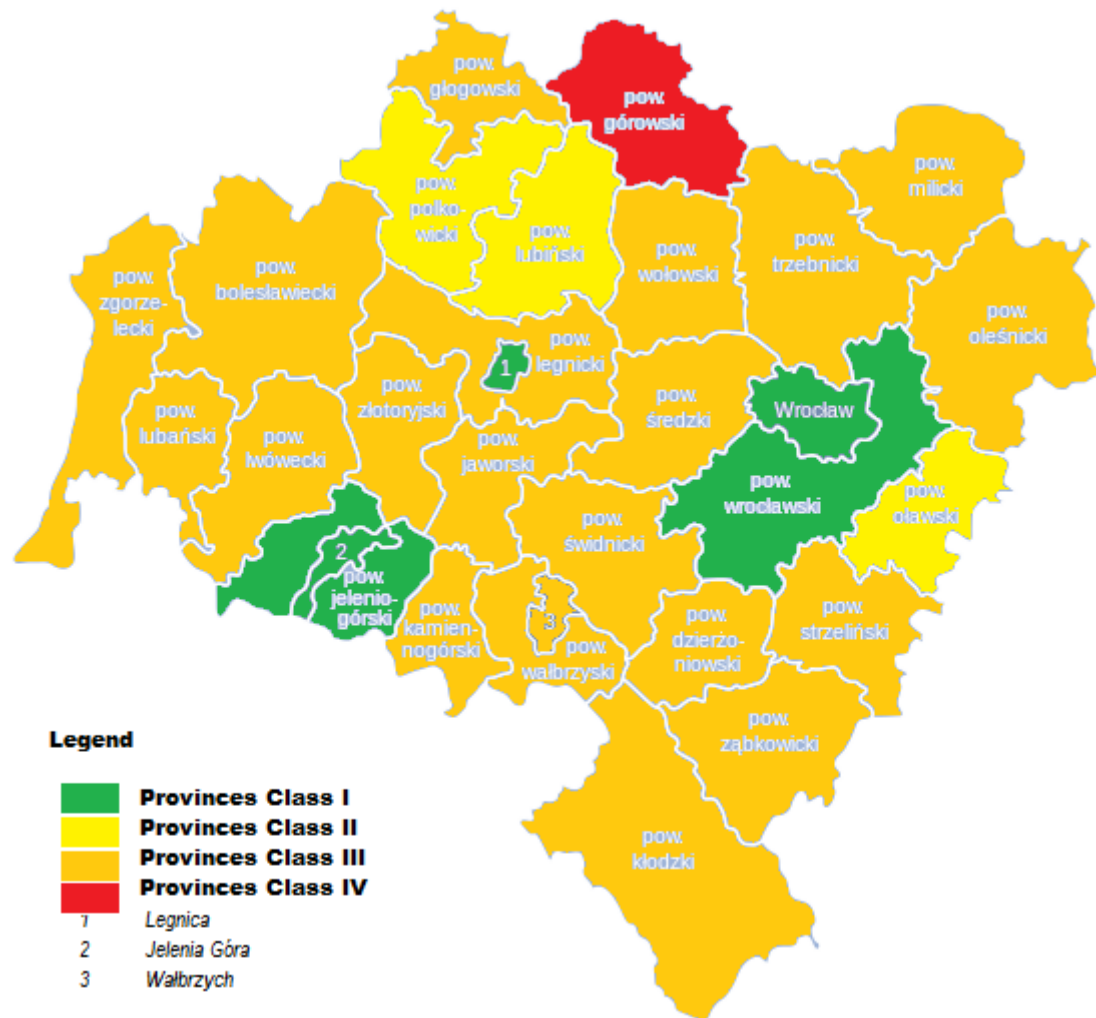 pow.
głogowski
pow.
górowski
pow.
milicki
pow.
polko-
wicki
pow.
lubiński
pow.
wołowski
pow.
trzebnicki
pow.
zgorze-
lecki
pow.
bolesławiecki
pow.
oleśnicki
1
pow.
legnicki
pow.
złotoryjski
pow.
średzki
Wrocław
pow.
lubański
pow.
lwówecki
pow.
jaworski
pow.
wrocławski
pow.
oławski
pow.
świdnicki
2
pow.
jelenio-
górski
pow.
kamien-
nogórski
3
pow.
wałbrzyski
pow.
dzierżo-
niowski
pow.
strzeliński
pow.
ząbkowicki
pow.
kłodzki
Legend
Provinces Class I
Provinces Class II
Provinces Class III
Provinces Class IV
1 Legnica
2 Jelenia Góra
3 Wałbrzych